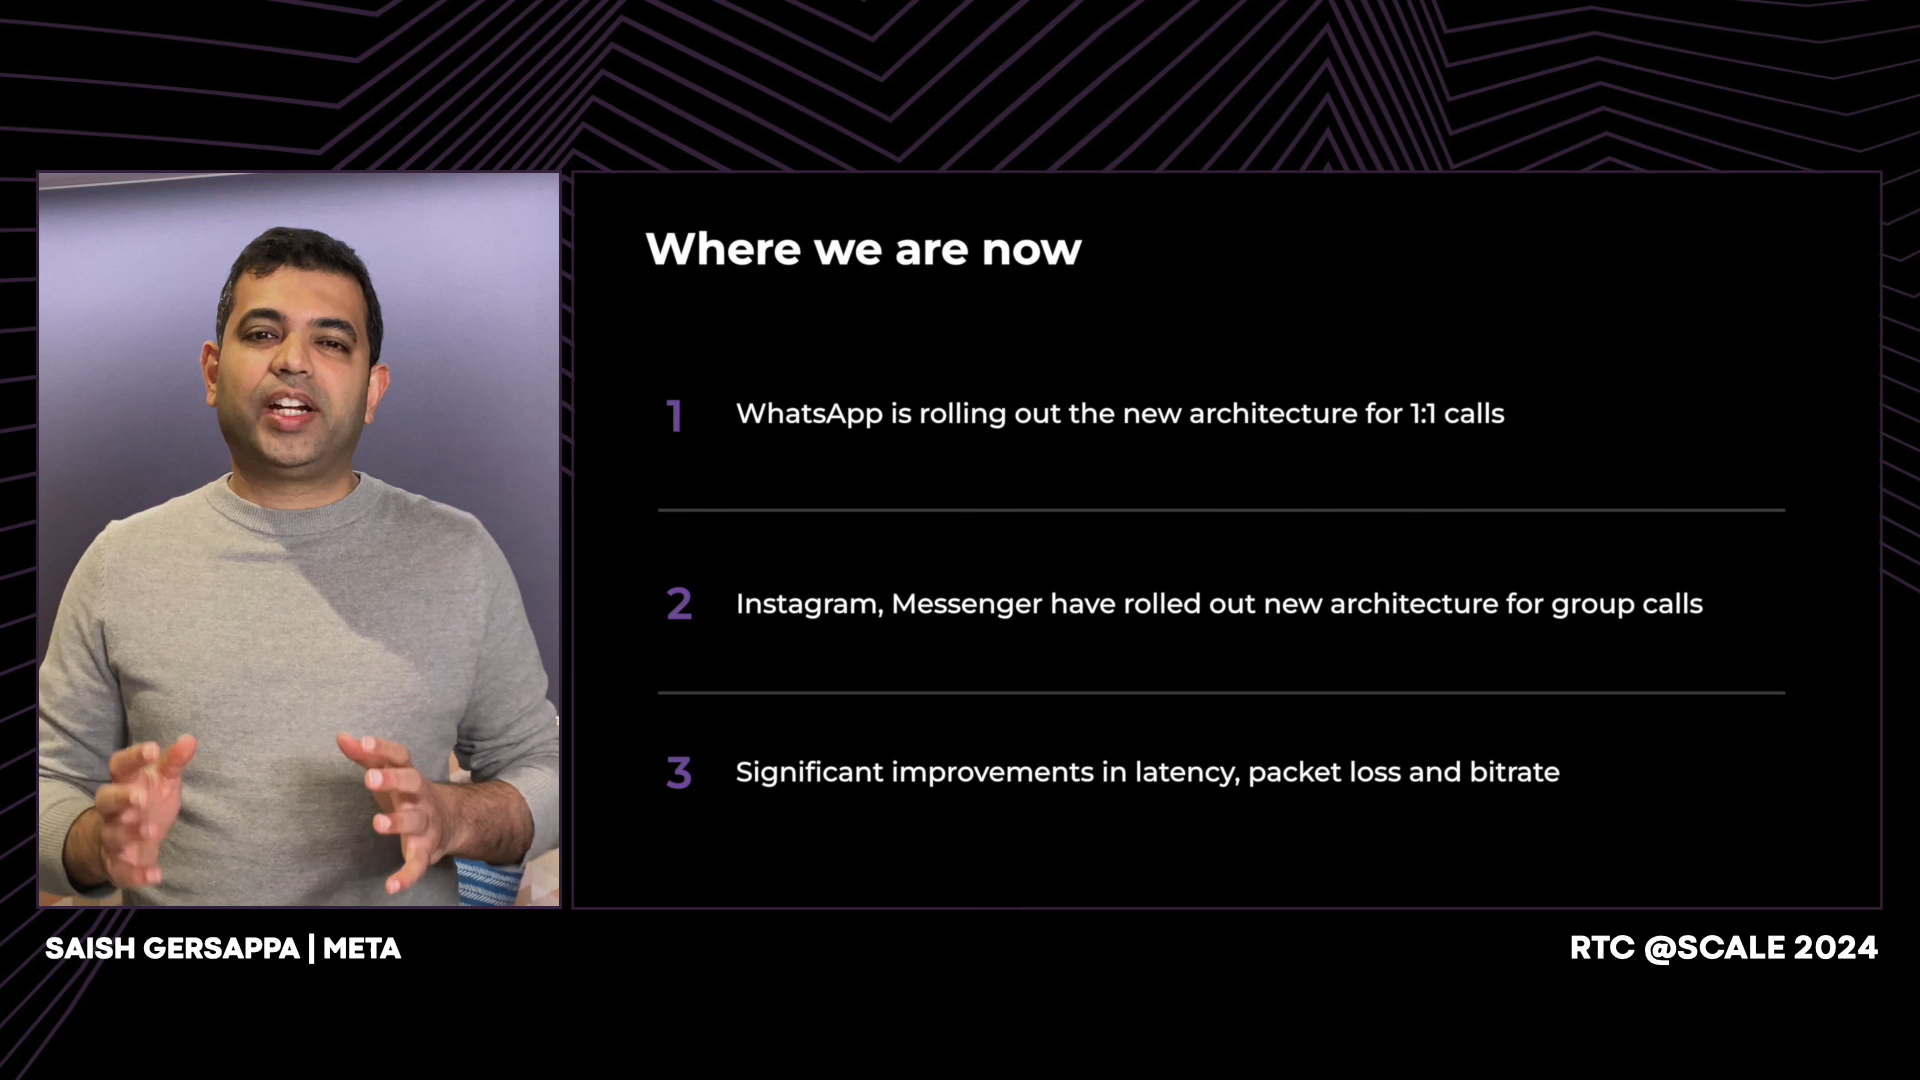 Where we are now
1 WhatsApp is rolling out the new architecture for 1:1 calls
2 Instagram, Messenger have rolled out new architecture for group calls
3 Significant improvements in latency, packet loss and bitrate
SAISH GERSAPPA | META
RTC @SCALE 2024